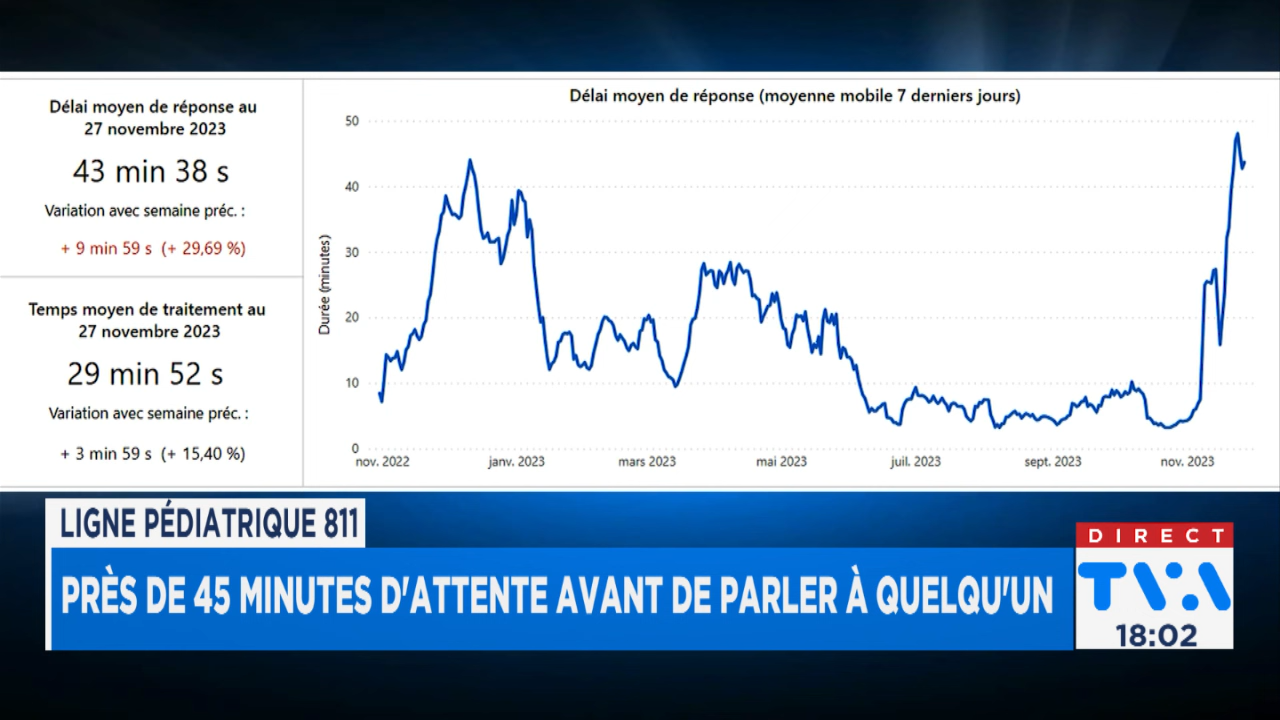 Délai moyen de réponse au
27 novembre 2023
43 min 38 s
Variation avec semaine préc. :
+ 9 min 59 s (+ 29,69 %)
Temps moyen de traitement au
27 novembre 2023
29 min 52 s
Variation avec semaine préc. :
+ 3 min 59 s (+ 15,40 %)
Délai moyen de réponse (moyenne mobile 7 derniers jours)
Durée (minutes)
50
40
30
20
10
0
nov. 2022 janv. 2023 mars 2023 mai 2023 juil. 2023 sept. 2023 nov. 2023
LIGNE PÉDIATRIQUE 811
PRÈS DE 45 MINUTES D'ATTENTE AVANT DE PARLER À QUELQU'UN
DIRECT
TVA
18:02